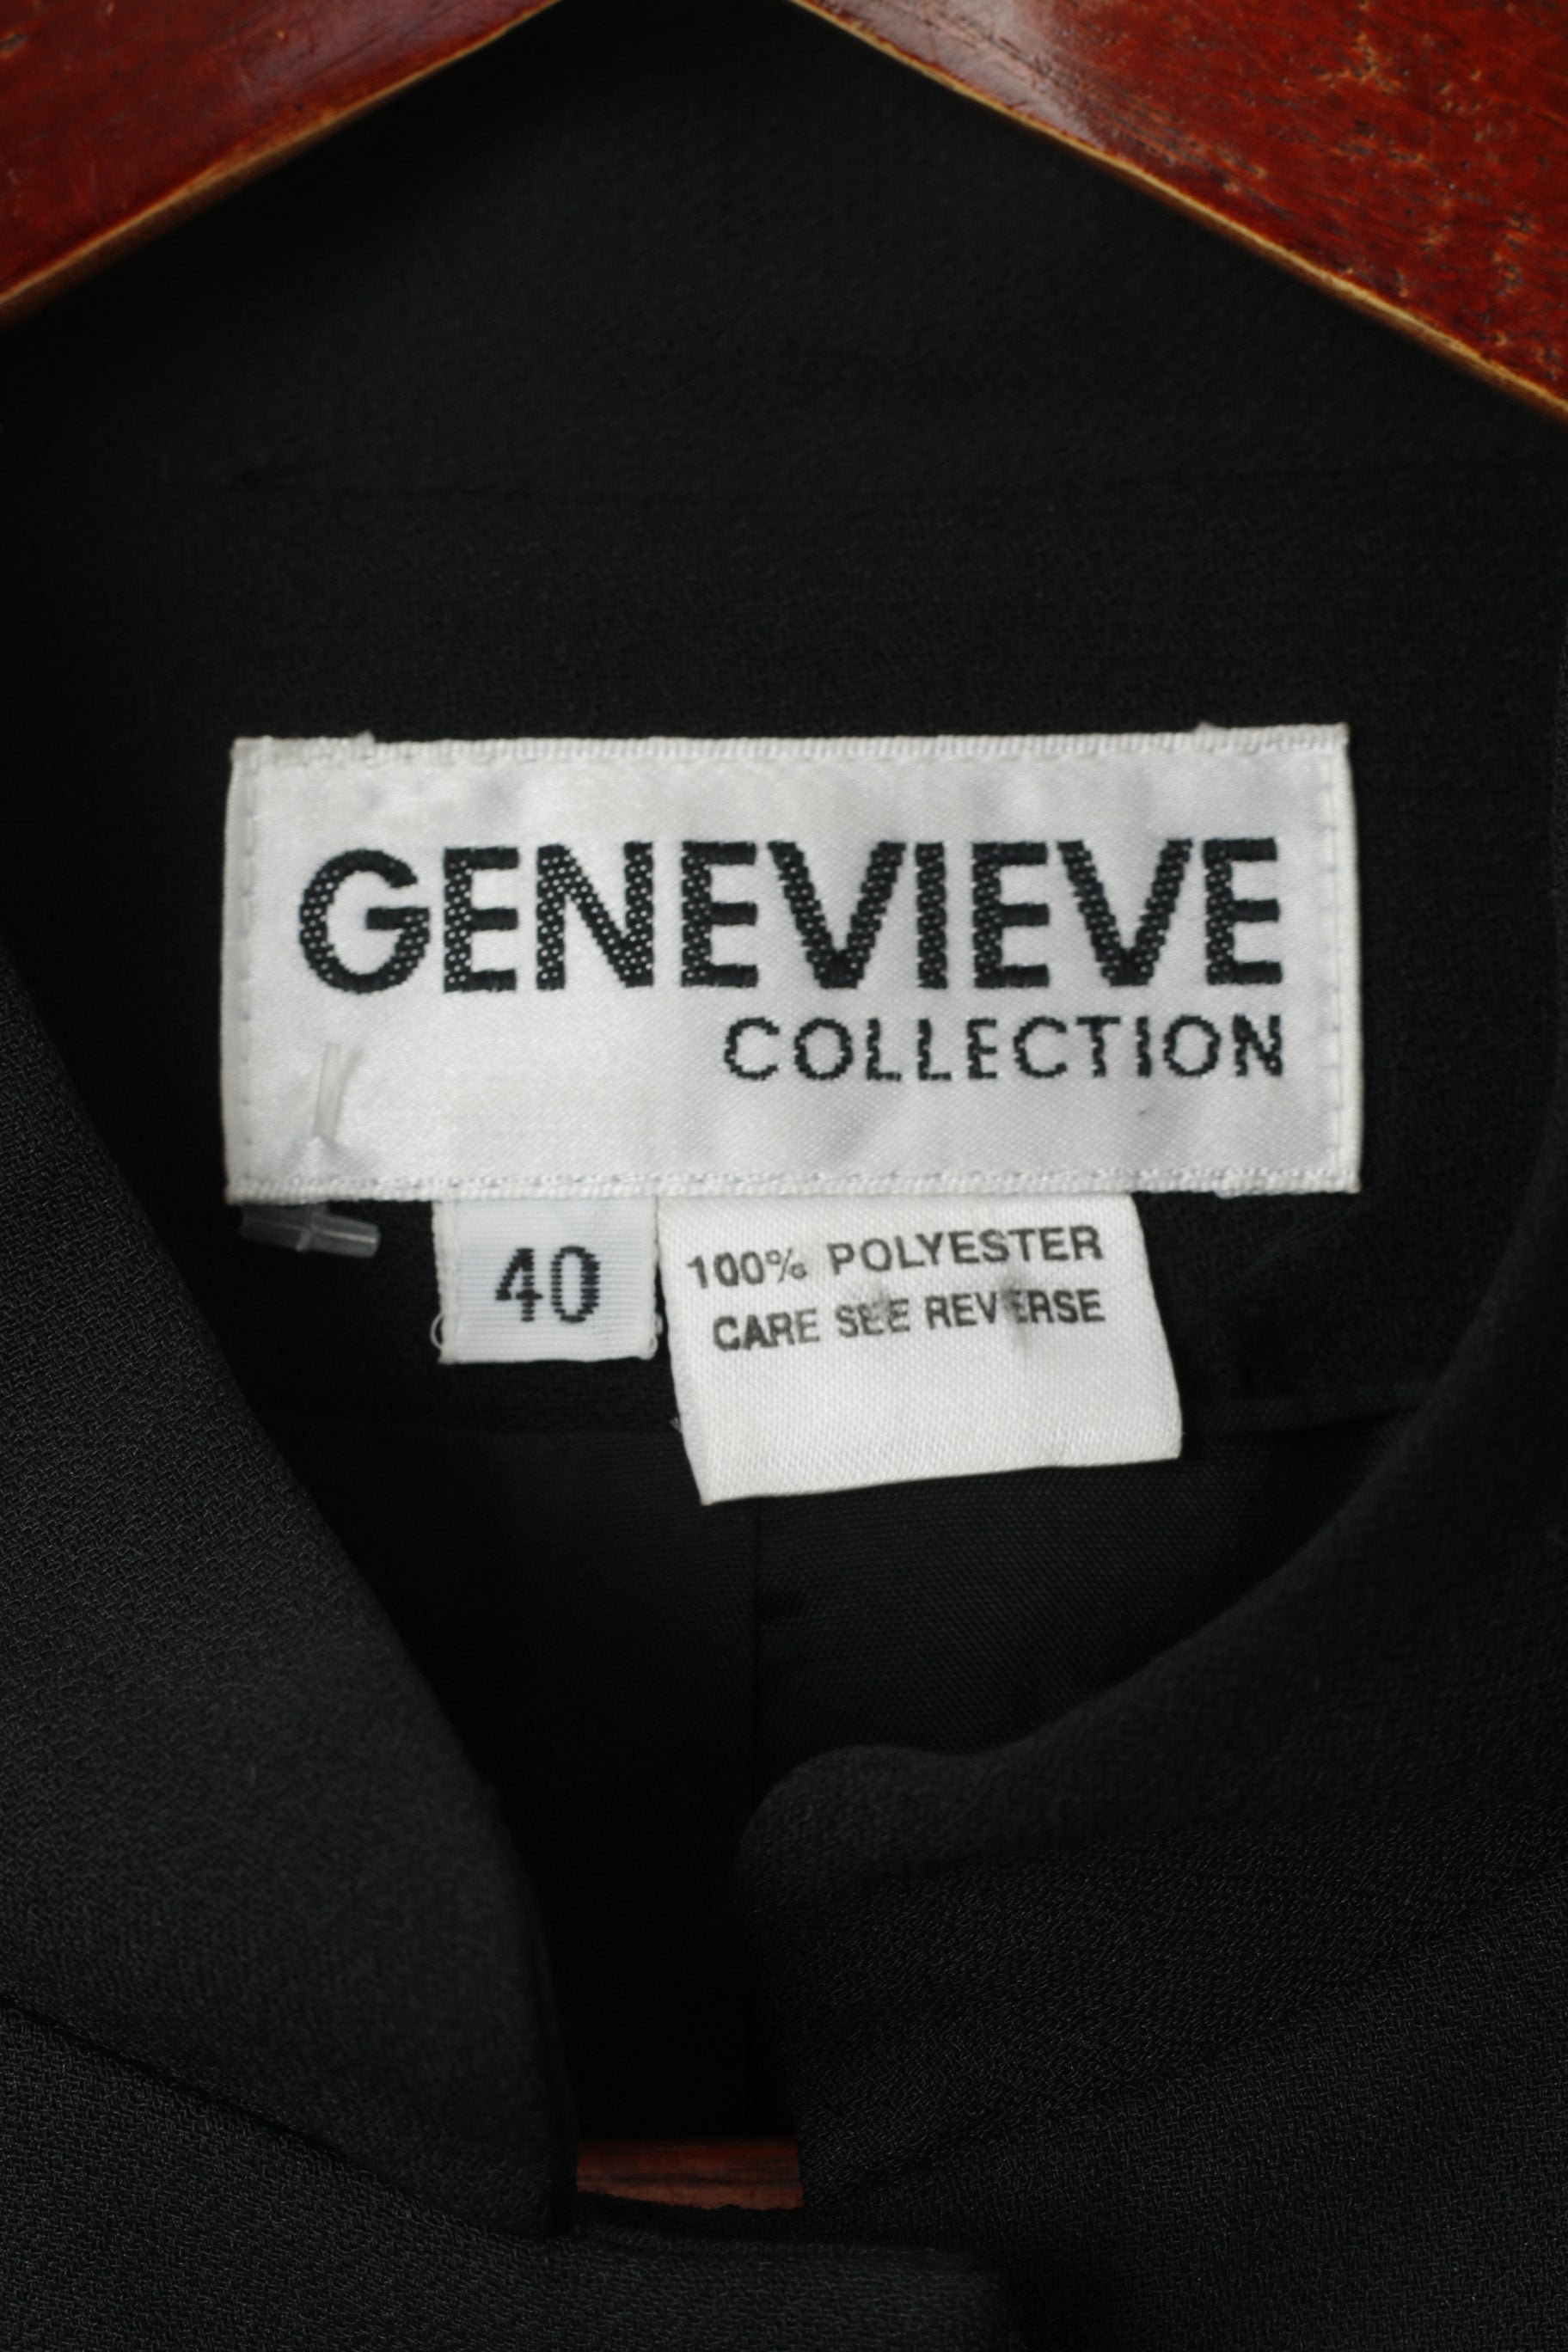 GENEVIEVE
COLLECTION
40
100% POLYESTER
CARE SEE REVERSE